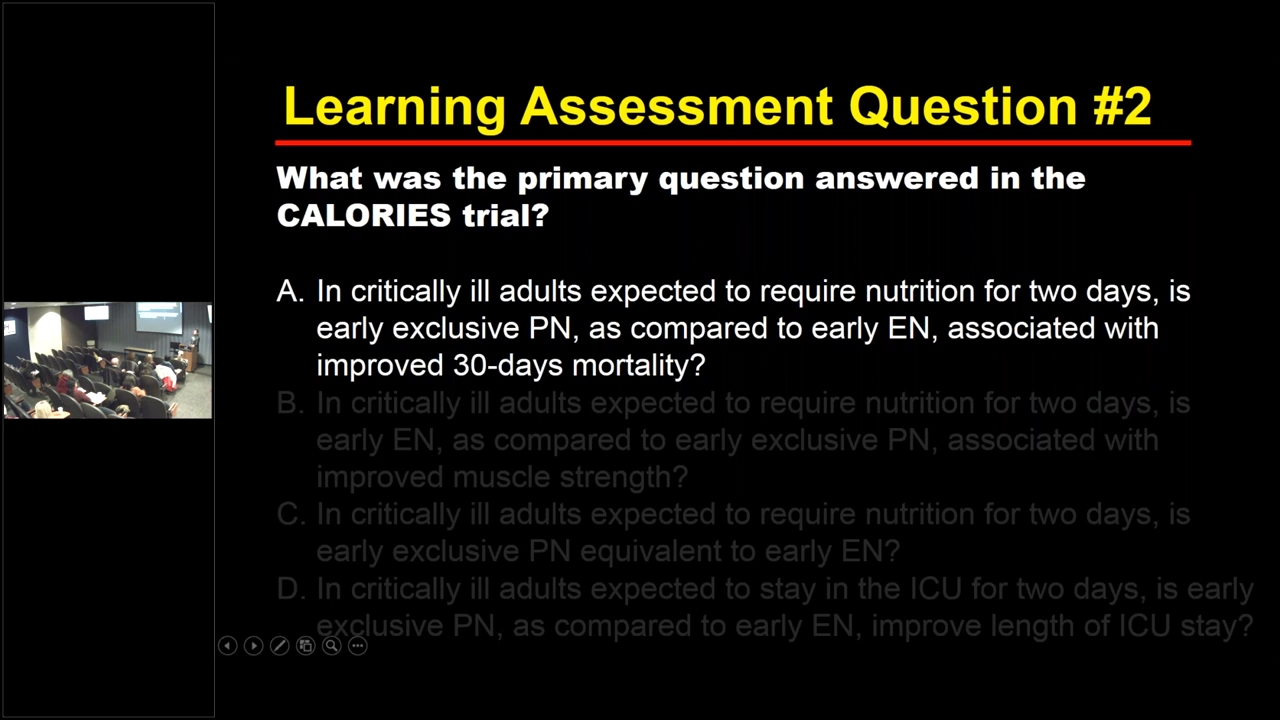 Learning Assessment Question #2
What was the primary question answered in the
CALORIES trial?
A. In critically ill adults expected to require nutrition for two days, is
early exclusive PN, as compared to early EN, associated with
improved 30-days mortality?
B. In critically ill adults expected to require nutrition for two days, is
early EN, as compared to early exclusive PN, associated with
improved muscle strength?
C. In critically ill adults expected to require nutrition for two days, is
early exclusive PN equivalent to early EN?
D. In critically ill adults expected to stay in the ICU for two days, is early
exclusive PN, as compared to early EN, improve length of ICU stay?